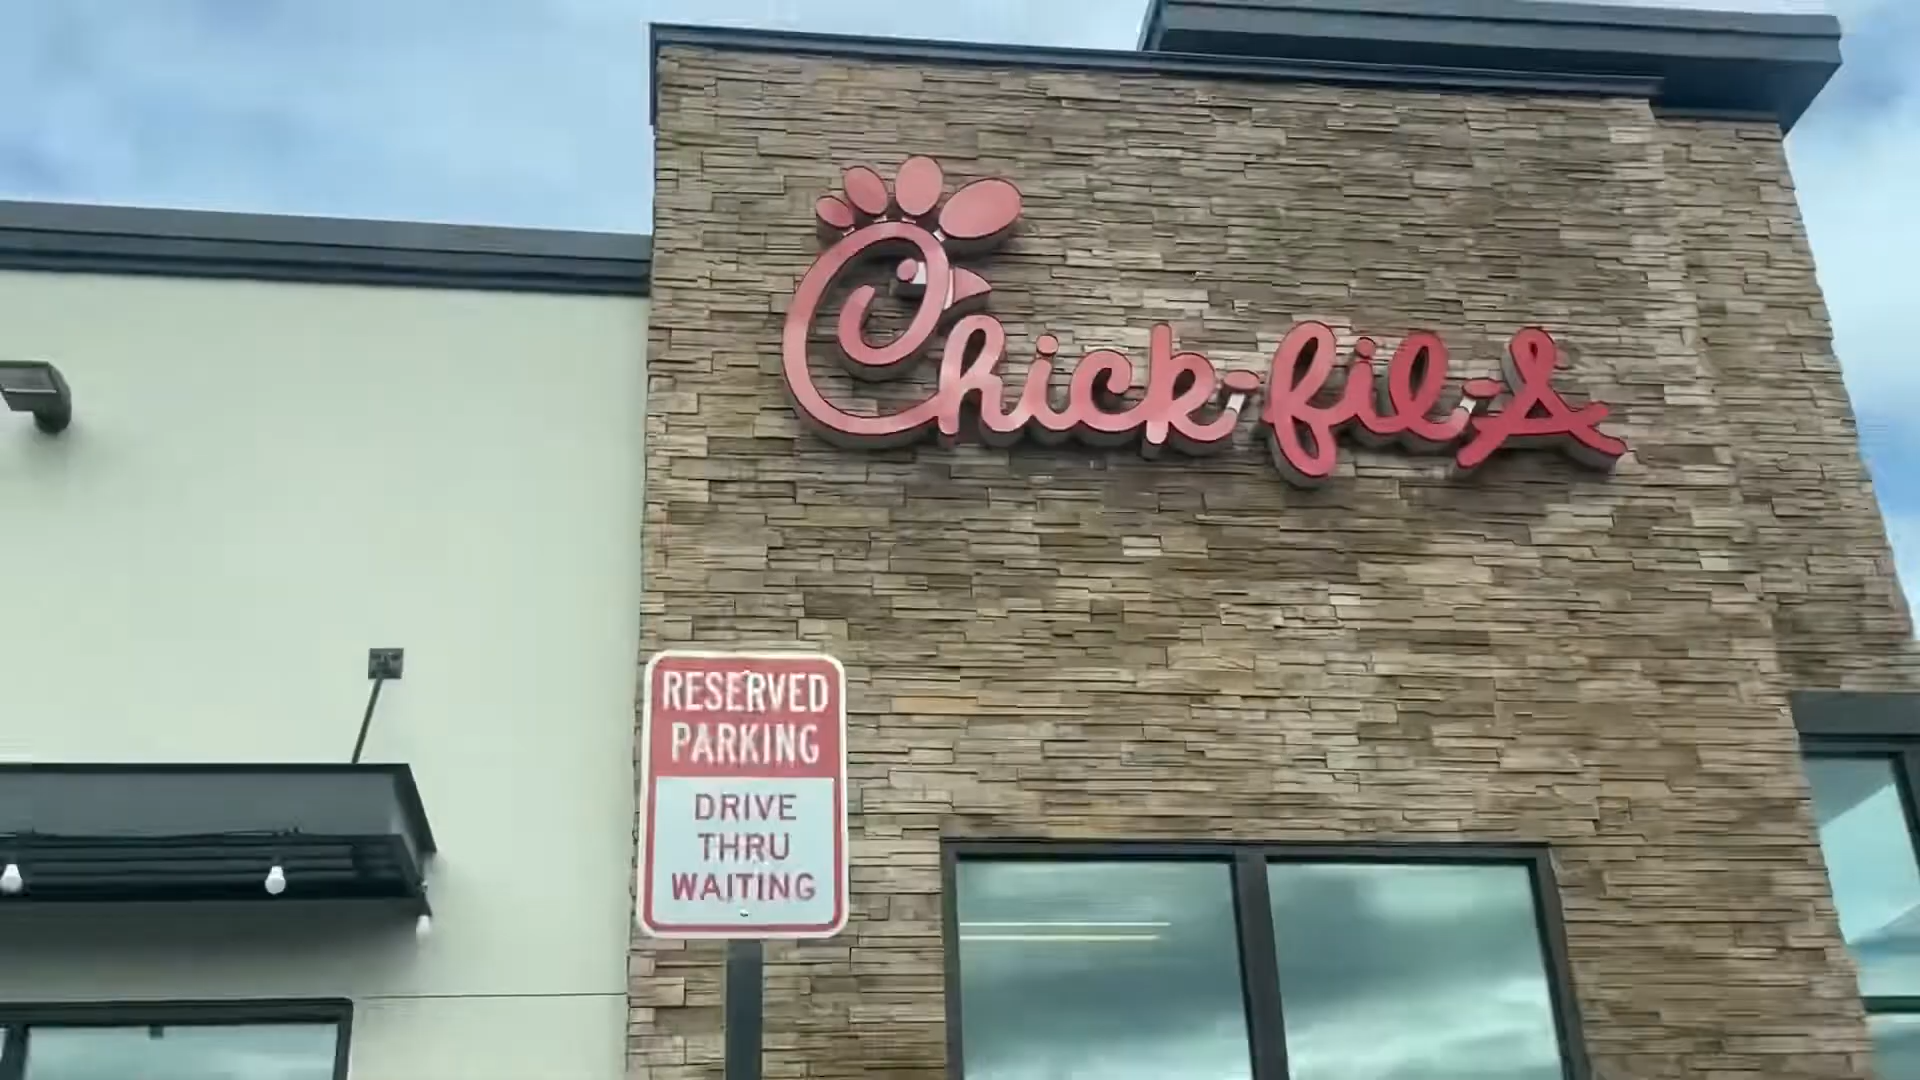 Chick-fil-A
RESERVED
PARKING
DRIVE
THRU
WAITING